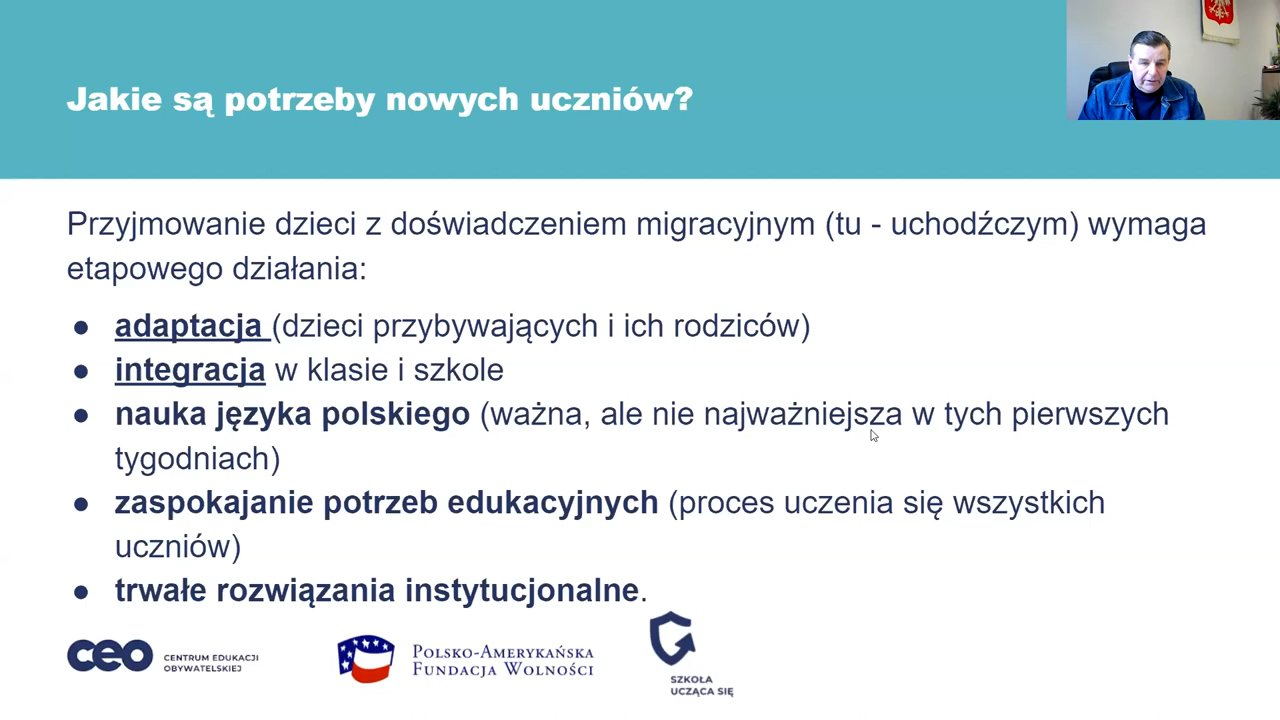 Jakie są potrzeby nowych uczniów?
Przyjmowanie dzieci z doświadczeniem migracyjnym (tu - uchodźczym) wymaga
etapowego działania:
● adaptacja (dzieci przybywających i ich rodziców)
● integracja w klasie i szkole
● nauka języka polskiego (ważna, ale nie najważniejsza w tych pierwszych
tygodniach)
● zaspokajanie potrzeb edukacyjnych (proces uczenia się wszystkich
uczniów)
● trwałe rozwiązania instytucjonalne.
ceo CENTRUM EDUKACJI
OBYWATELSKIEJ
POLSKO-AMERYKAŃSKA
FUNDACJA WOLNOŚCI
SZKOŁA
UCZĄCA SIĘ